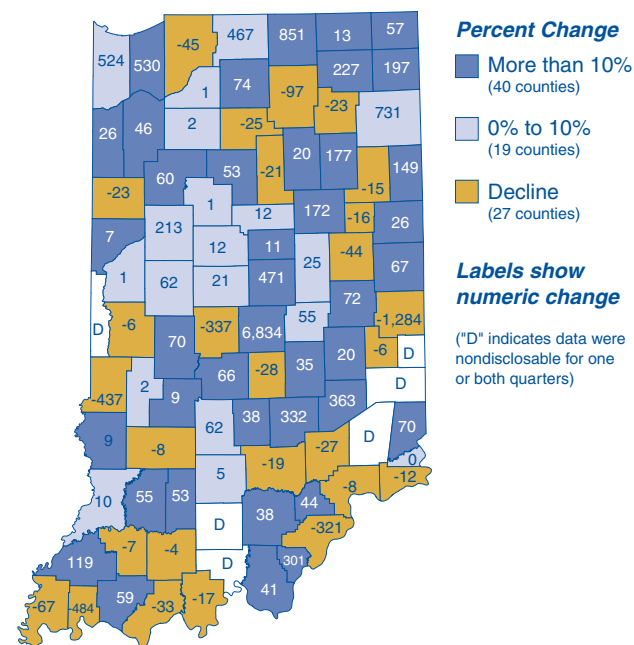 Percent Change
More than 10%
(40 counties)
0% to 10%
(19 counties)
Decline
(27 counties)
Labels show
numeric change
("D" indicates data were
nondisclosable for one
or both quarters)
524 530 -45 467 851 13 57
1 74 227 197
-97 -23 731
26 46 2 -25
20 177 149
60 53 -21 -15
-23 1
213 12 172 -16 26
7 12 11 -44
1 62 21 471 25 67
72
D -6 -337 6,834 55 -1,284
70 -6 D
66 -28 35 20 D
-437 2 9 363
9 62 38 332 D 70
-8 -27 0
5 -19 -8 -12
10 55 53 44
D 38 -321
-7 -4
119 D 301
59 41
-67 -484 -33 -17